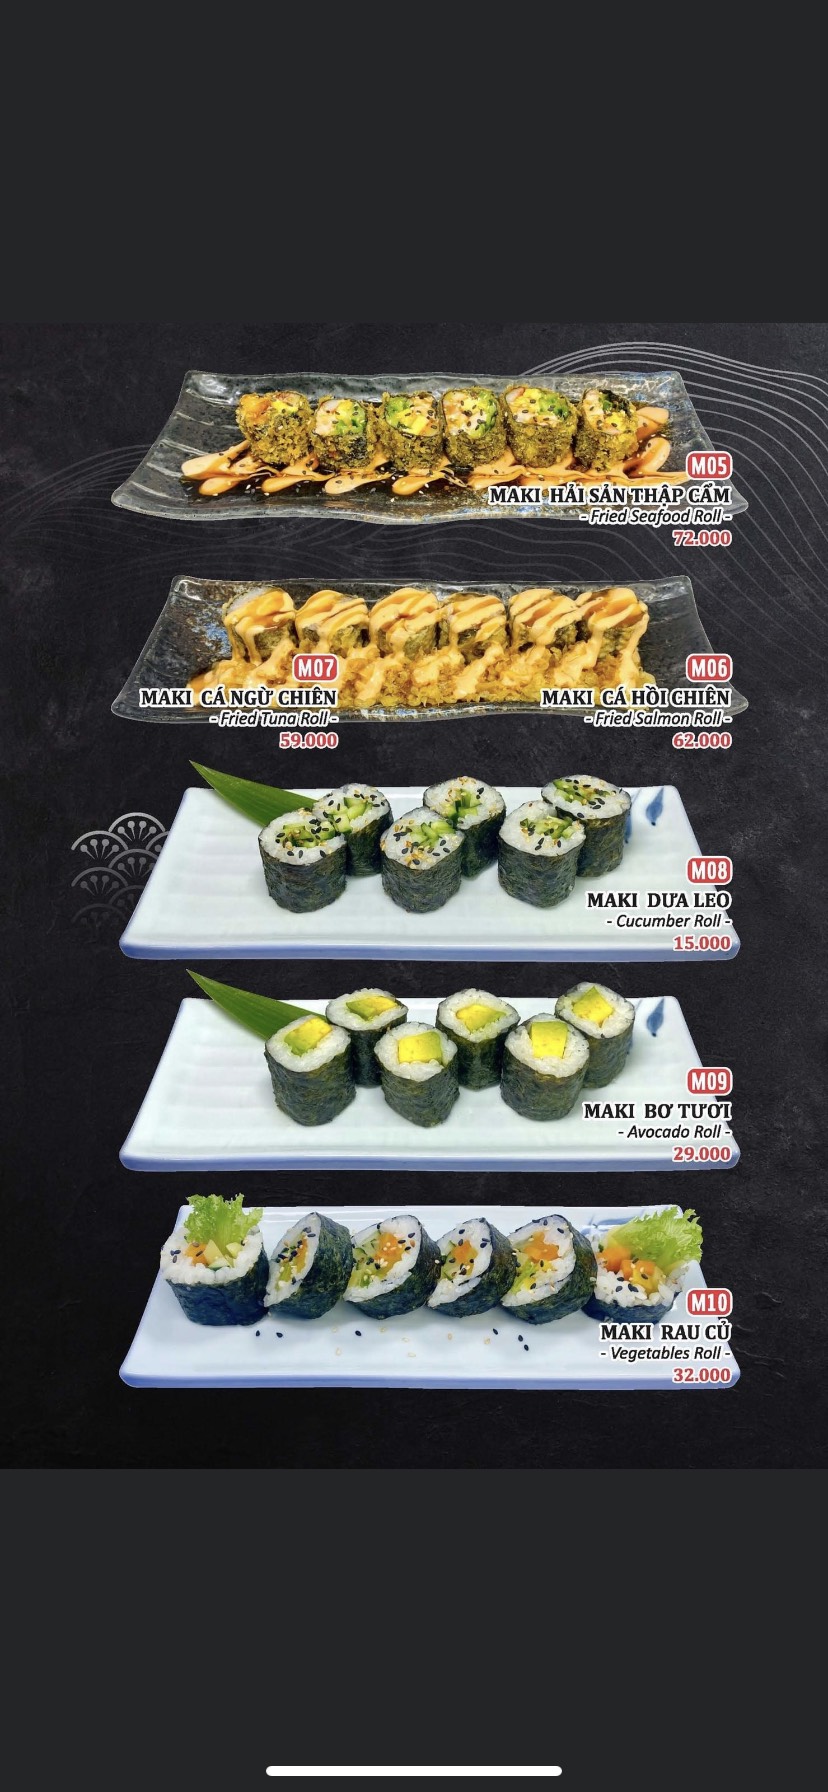 M05
MAKI HẢI SẢN THẬP CẨM
- Fried Seafood Roll -
72.000
M07
MAKI CÁ NGỪ CHIÊN
- Fried Tuna Roll -
59.000
M06
MAKI CÁ HỒI CHIÊN
- Fried Salmon Roll -
62.000
M08
MAKI DƯA LEO
- Cucumber Roll -
15.000
M09
MAKI BƠ TƯƠI
- Avocado Roll -
29.000
M10
MAKI RAU CỦ
- Vegetables Roll -
32.000